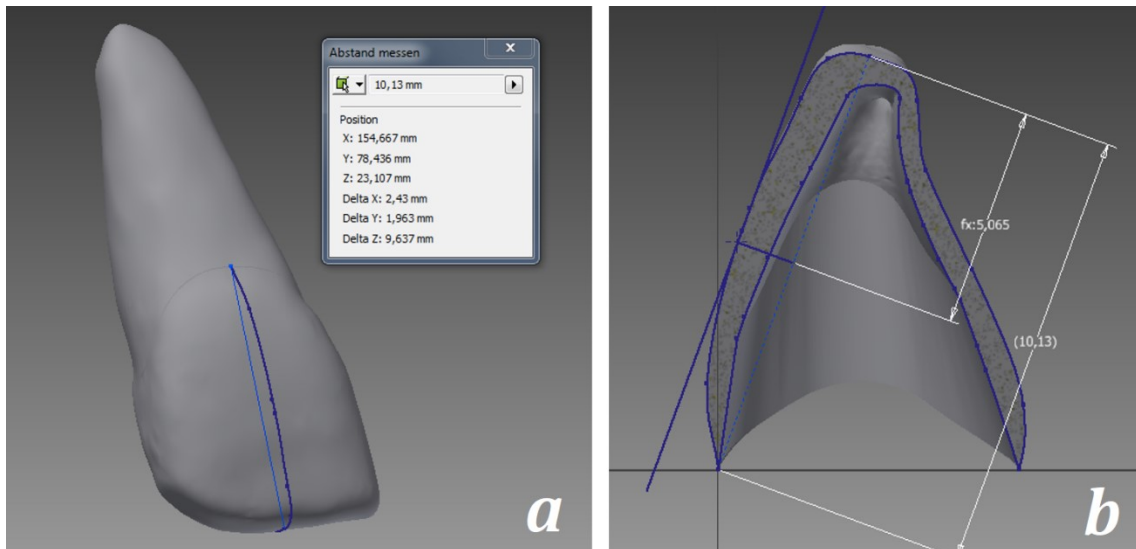 Abstand messen
10,13 mm
Position
X: 154,667 mm
Y: 78,436 mm
Z: 23,107 mm
Delta X: 2,43 mm
Delta Y: 1,963 mm
Delta Z: 9,637 mm
a
fx:5,065
(10,13)
b